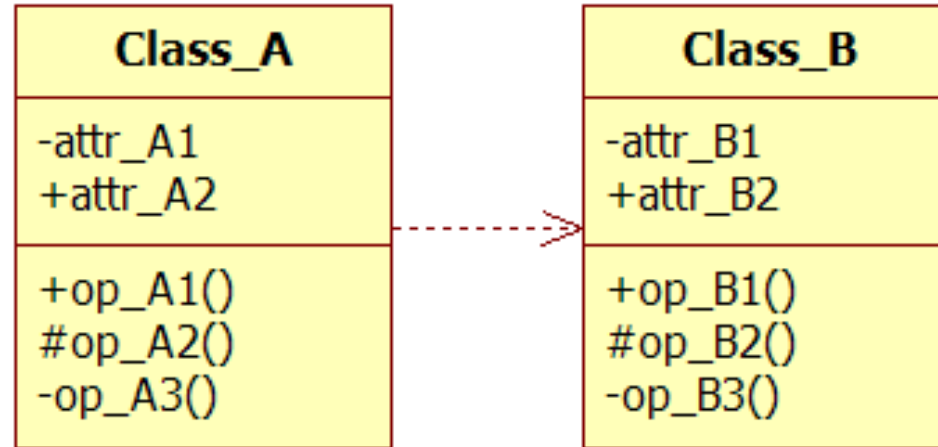 Class_A
-attr_A1
+attr_A2
+op_A1()
#op_A2()
-op_A3()
Class_B
-attr_B1
+attr_B2
+op_B1()
#op_B2()
-op_B3()